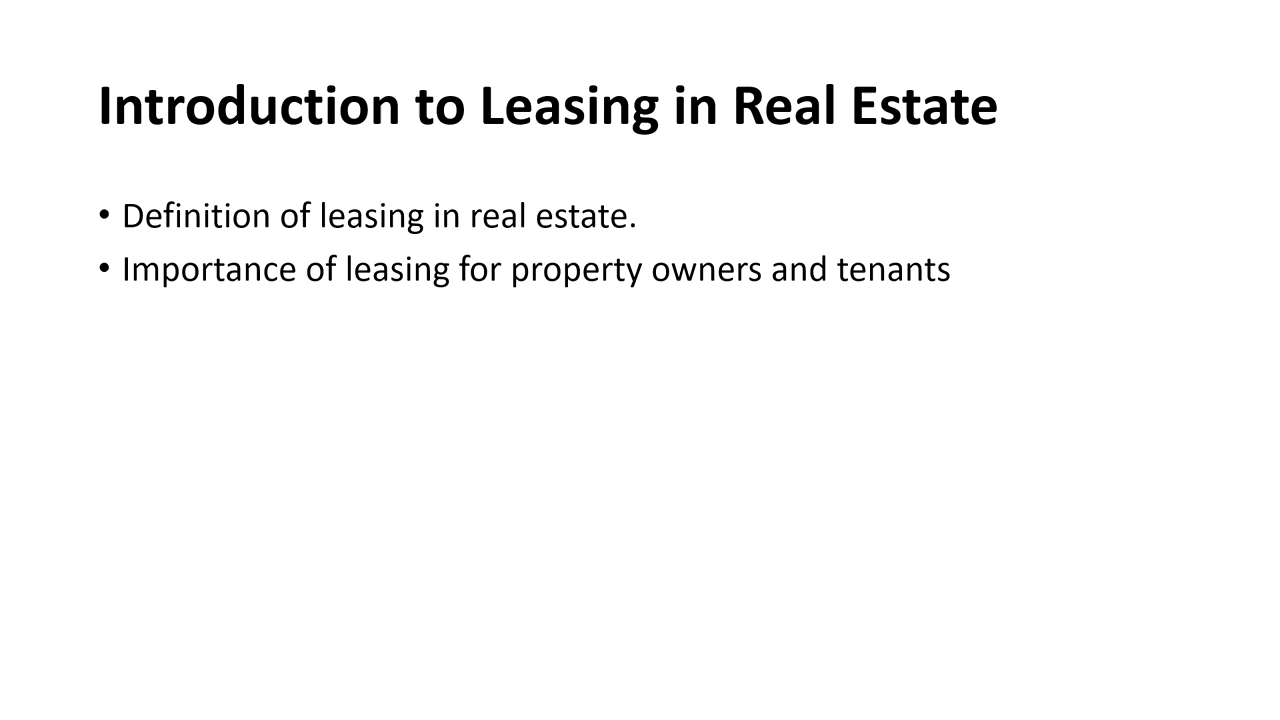 Introduction to Leasing in Real Estate
• Definition of leasing in real estate.
• Importance of leasing for property owners and tenants